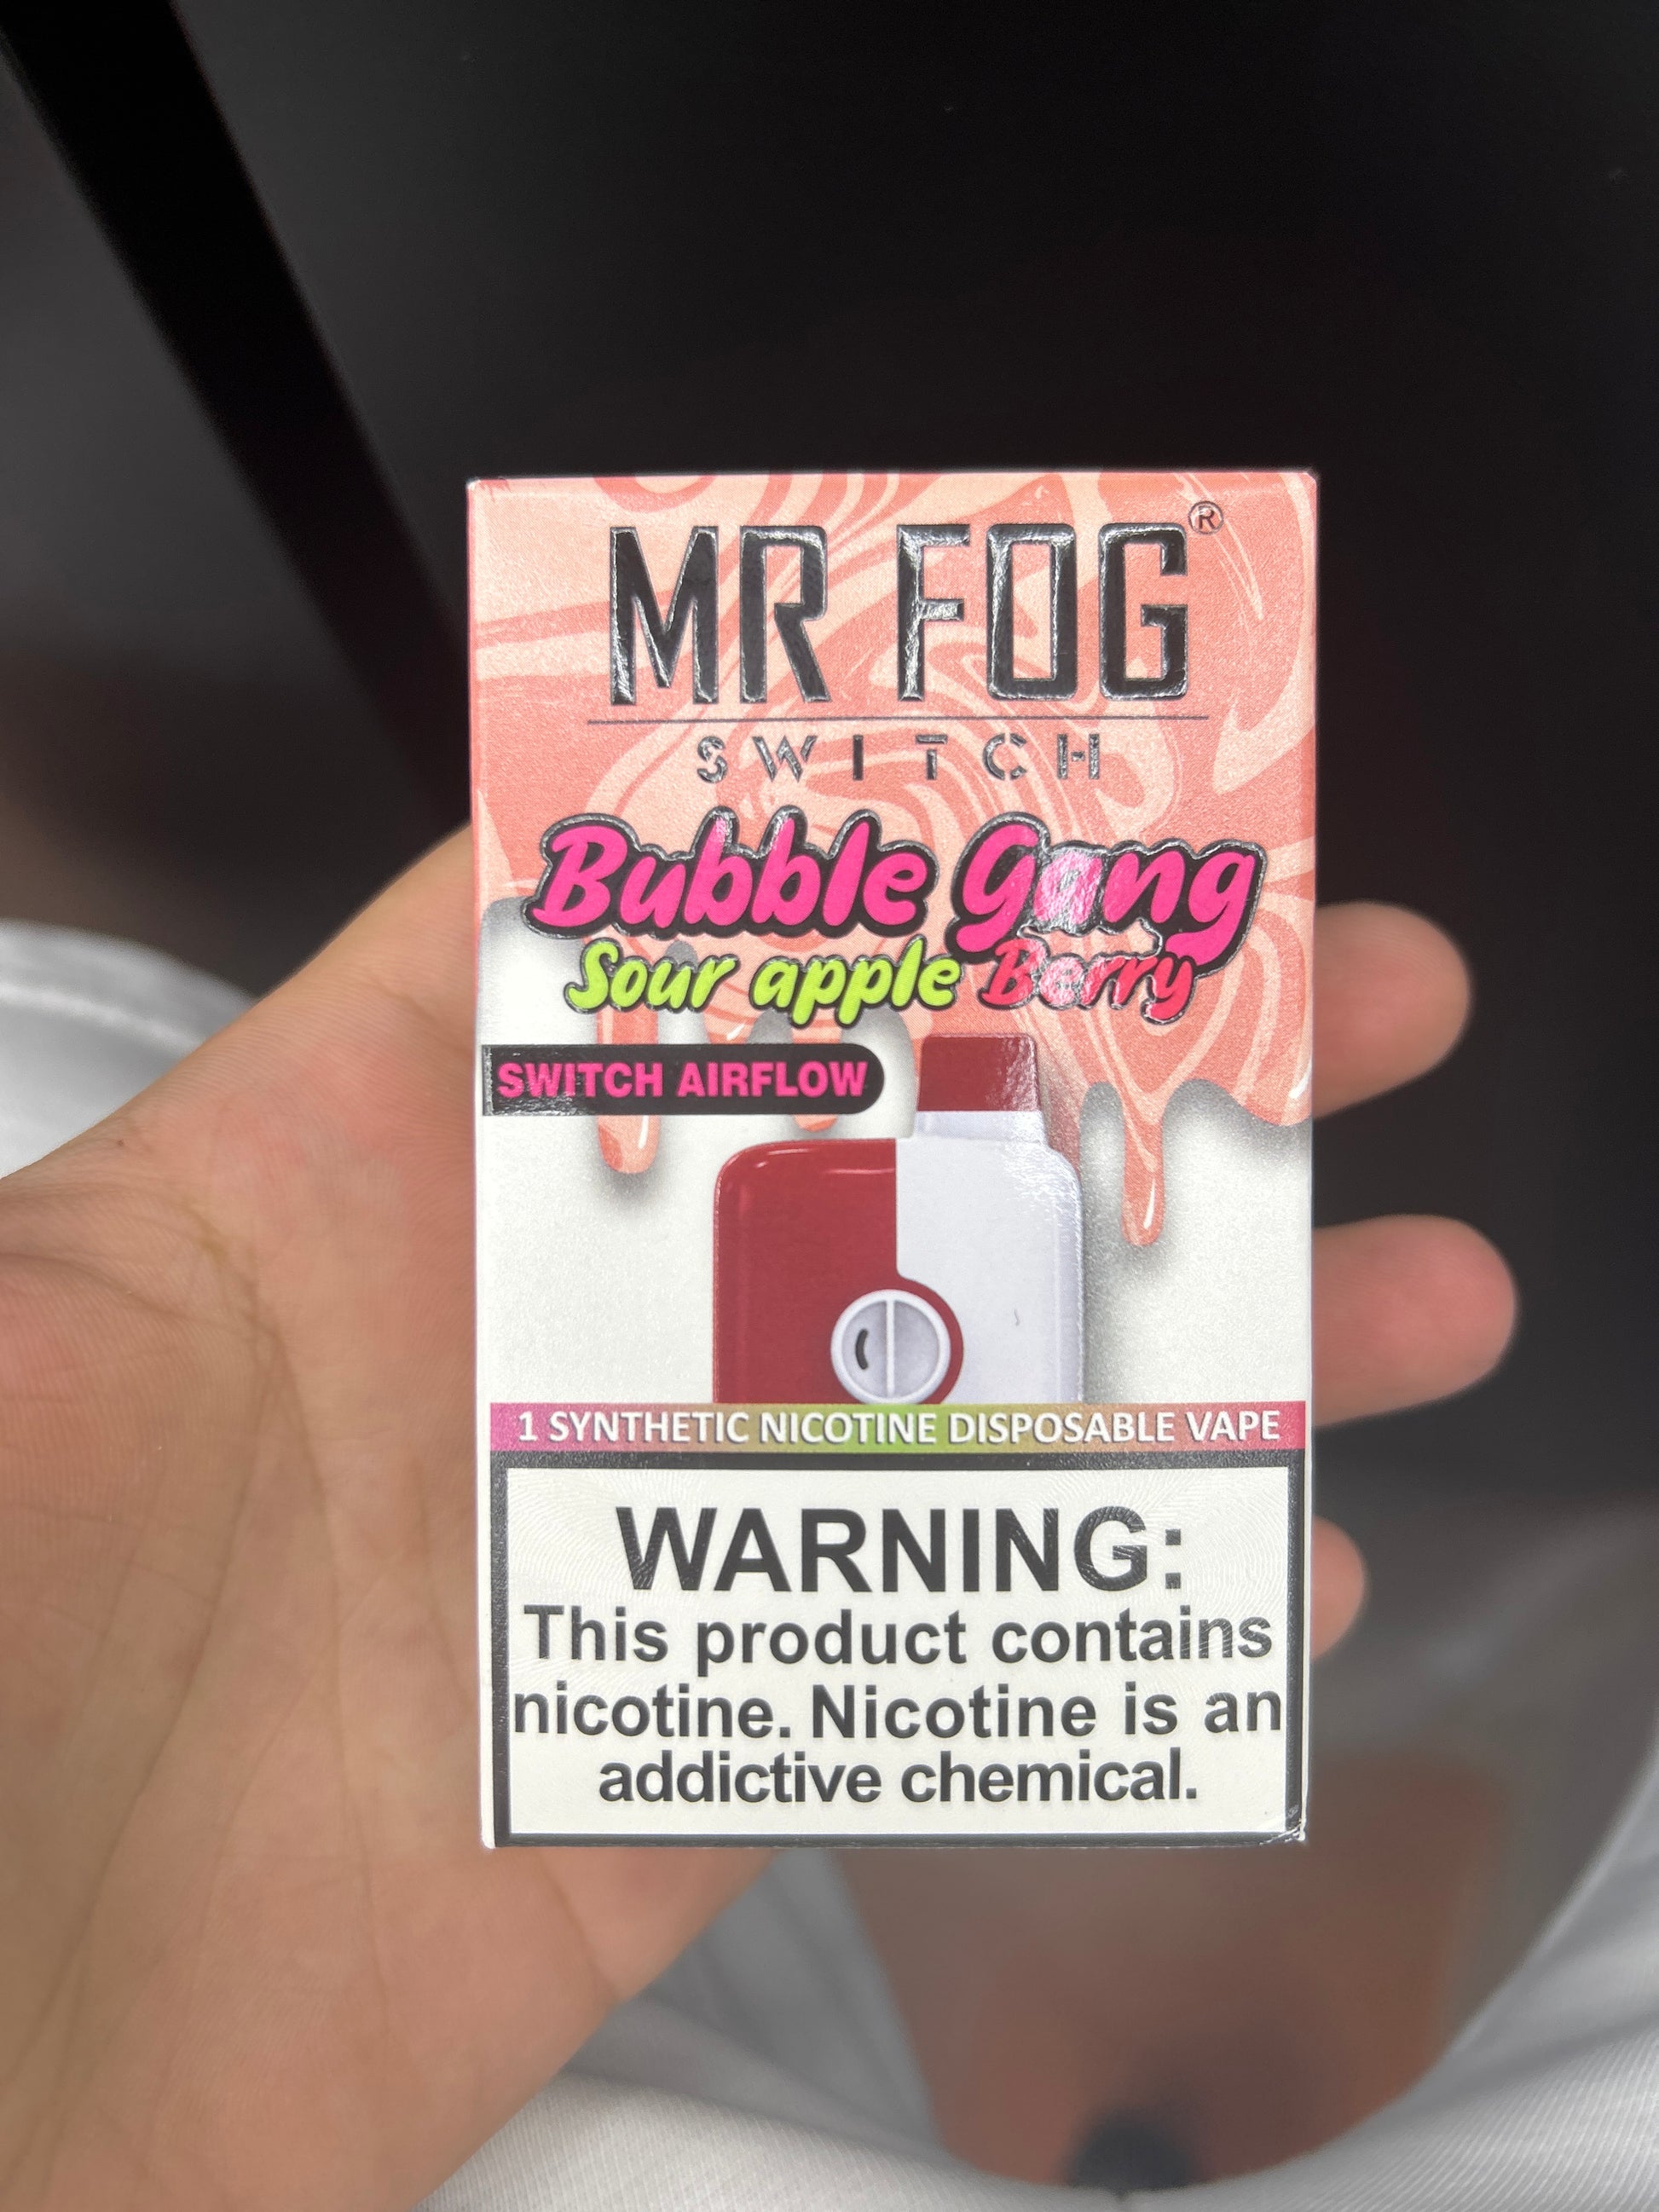 MR FOG®
SWITCH
Bubble Gang
Sour apple Berry
SWITCH AIRFLOW
1 SYNTHETIC NICOTINE DISPOSABLE VAPE
WARNING:
This product contains
nicotine. Nicotine is an
addictive chemical.